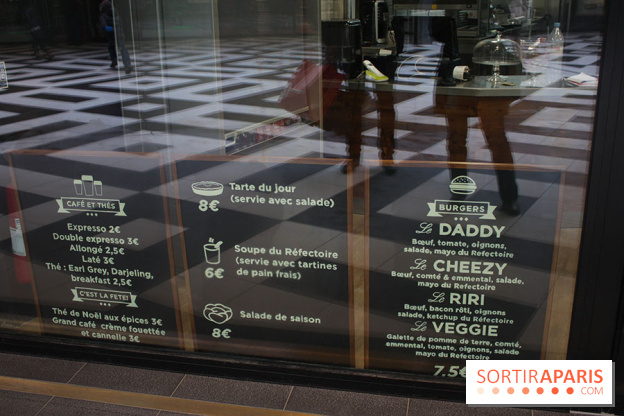 CAFÉ ET THÉS
Expresso 2€
Double expresso 3€
Allongé 2,5€
Laté 3€
Thé : Earl Grey, Darjeling,
breakfast 2,5€
C'EST LA FETE!
Thé de Noël aux épices 3€
Grand café crème fouettée
et cannelle 3€
Tarte du jour
(servie avec salade)
8€
Soupe du Réfectoire
(servie avec tartines
de pain frais)
6€
Salade de saison
8€
BURGERS
Le DADDY
Bœuf, tomate, oignons,
salade, mayo du Refectoire
Le CHEEZY
Bœuf, comté & emmental, salade,
mayo du Refectoire
Le RIRI
Bœuf, bacon rôti, oignons
salade, ketchup du Réfectoire
Le VEGGIE
Galette de pomme de terre, comté,
emmental, tomate, oignons, salade
mayo du Refectoire
7.5€
SORTIRAPARIS
.COM